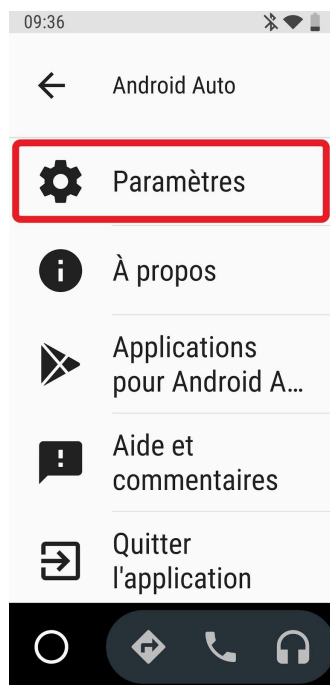 09:36
Android Auto
Paramètres
À propos
Applications
pour Android A...
Aide et
commentaires
Quitter
l'application